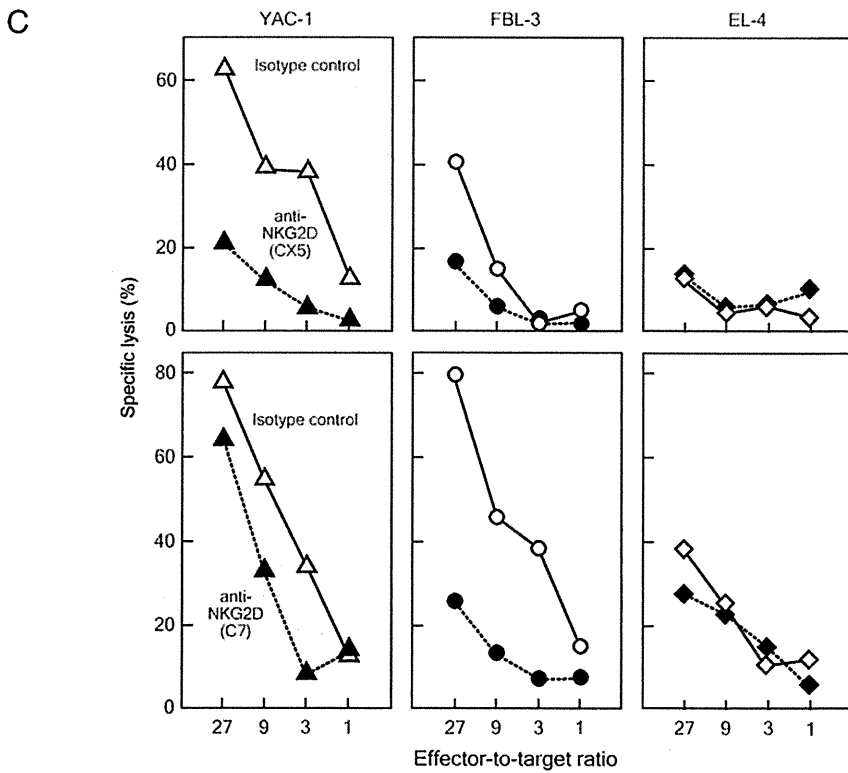 C
YAC-1
FBL-3
EL-4
Specific lysis (%)
60
40
20
0
Isotype control
anti-
NKG2D
(CX5)
80
60
40
20
0
Isotype control
anti-
NKG2D
(C7)
27 9 3 1
27 9 3 1
27 9 3 1
Effector-to-target ratio